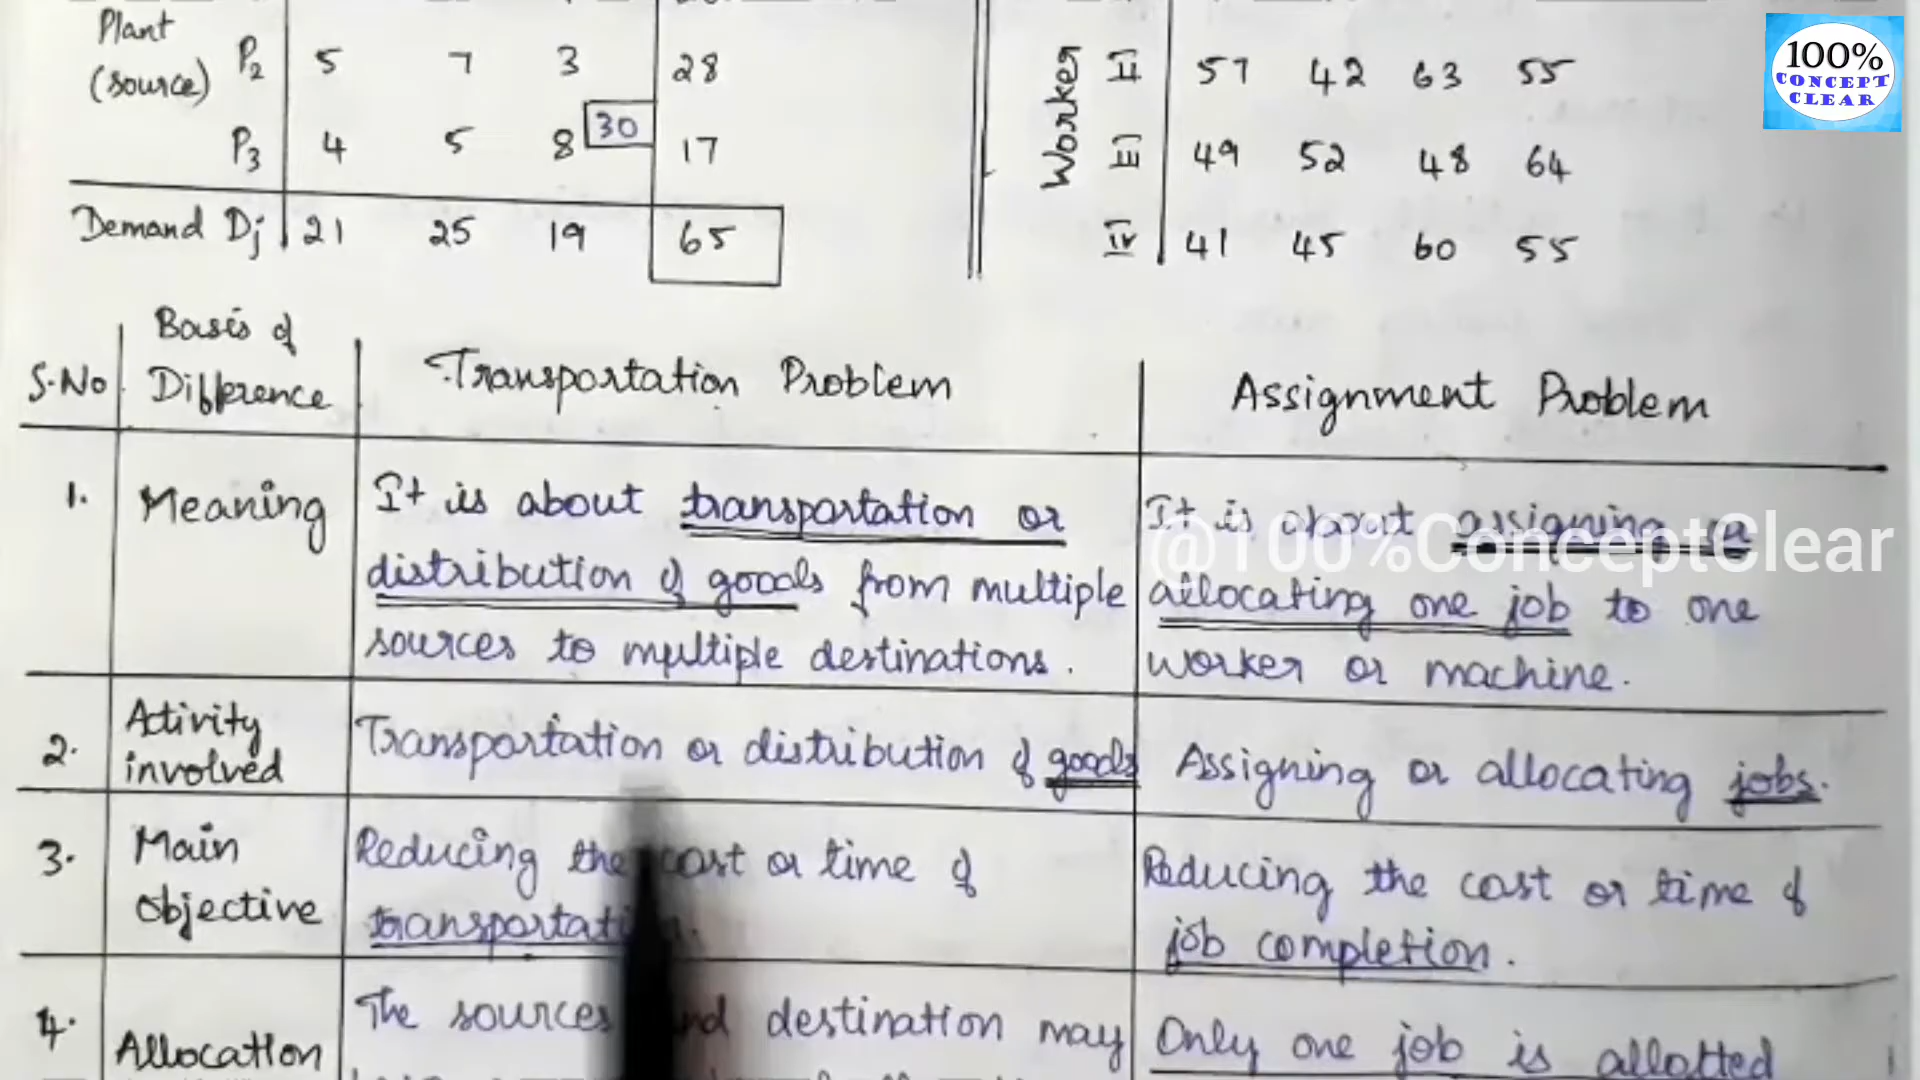 Plant
(source)
P2 5 7 3 28
P3 4 5 8 30 17
Demand Dj 21 25 19 65
Worker
II 57 42 63 55
III 49 52 48 64
IV 41 45 60 55
100%
CONCEPT
CLEAR
S.No Basis of Difference Transportation Problem Assignment Problem
1. Meaning
It is about transportation or
distribution of goods from multiple
sources to multiple destinations.
It is about assigning or
allocating one job to one
worker or machine.
@100%ConceptClear
2. Activity involved
Transportation or distribution of goods
Assigning or allocating jobs.
3. Main Objective
Reducing the cost or time of
transportation.
Reducing the cost or time of
job completion.
4. Allocation
The sources and destination may
Only one job is allotted